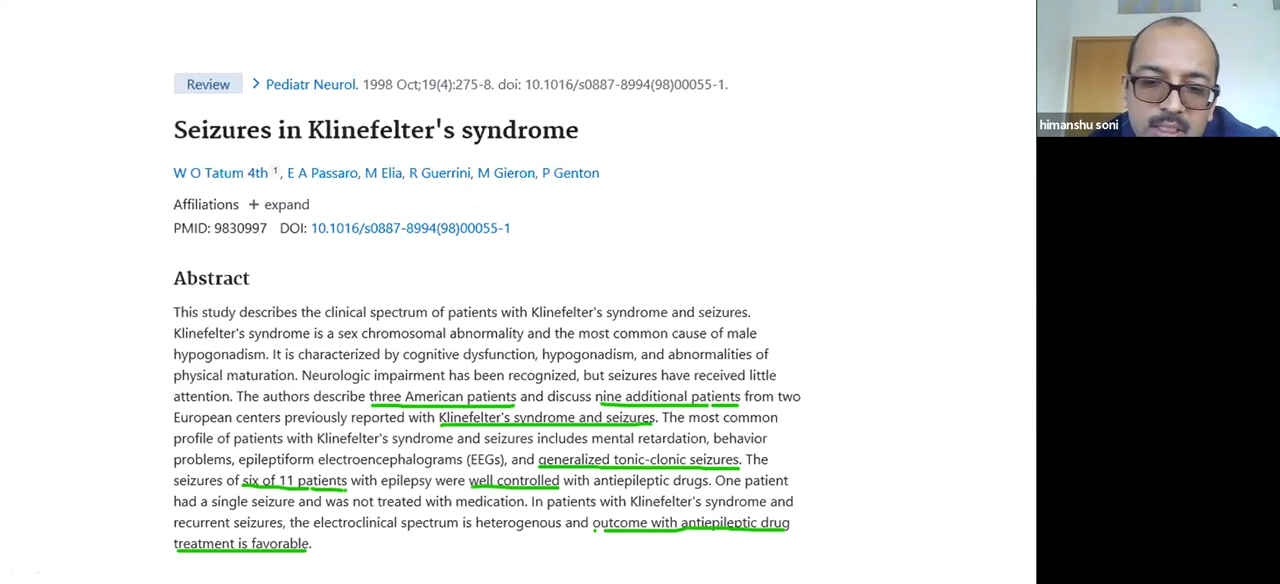 Review > Pediatr Neurol. 1998 Oct;19(4):275-8. doi: 10.1016/s0887-8994(98)00055-1.
Seizures in Klinefelter's syndrome
W O Tatum 4th 1, E A Passaro, M Elia, R Guerrini, M Gieron, P Genton
Affiliations + expand
PMID: 9830997 DOI: 10.1016/s0887-8994(98)00055-1
Abstract
This study describes the clinical spectrum of patients with Klinefelter's syndrome and seizures.
Klinefelter's syndrome is a sex chromosomal abnormality and the most common cause of male
hypogonadism. It is characterized by cognitive dysfunction, hypogonadism, and abnormalities of
physical maturation. Neurologic impairment has been recognized, but seizures have received little
attention. The authors describe three American patients and discuss nine additional patients from two
European centers previously reported with Klinefelter's syndrome and seizures. The most common
profile of patients with Klinefelter's syndrome and seizures includes mental retardation, behavior
problems, epileptiform electroencephalograms (EEGs), and generalized tonic-clonic seizures. The
seizures of six of 11 patients with epilepsy were well controlled with antiepileptic drugs. One patient
had a single seizure and was not treated with medication. In patients with Klinefelter's syndrome and
recurrent seizures, the electroclinical spectrum is heterogenous and outcome with antiepileptic drug
treatment is favorable.
himanshu soni